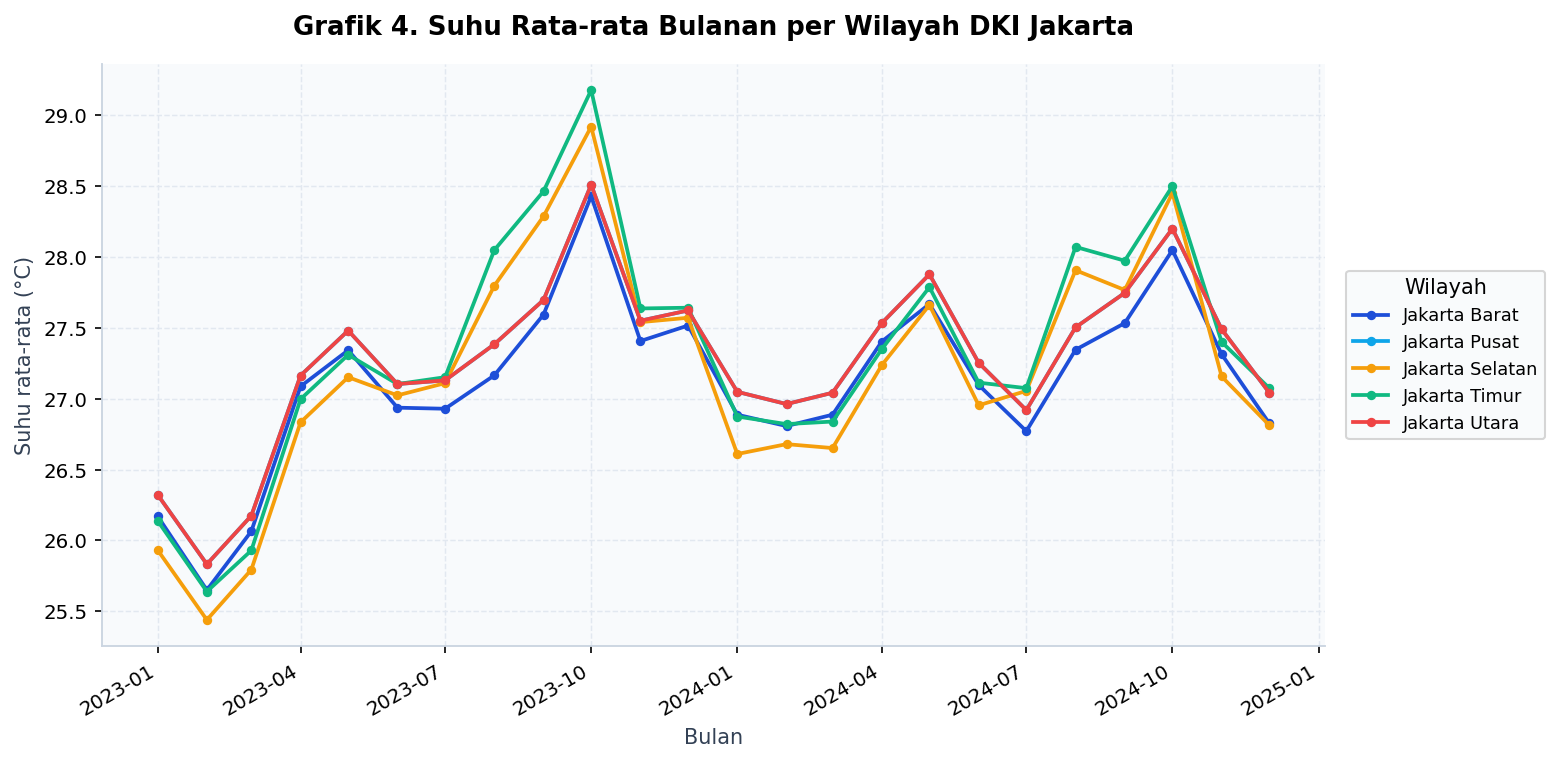 Grafik 4. Suhu Rata-rata Bulanan per Wilayah DKI Jakarta
Suhu rata-rata (°C)
29.0
28.5
28.0
27.5
27.0
26.5
26.0
25.5
2023-01
2023-04
2023-07
2023-10
2024-01
2024-04
2024-07
2024-10
2025-01
Bulan
Wilayah
Jakarta Barat
Jakarta Pusat
Jakarta Selatan
Jakarta Timur
Jakarta Utara